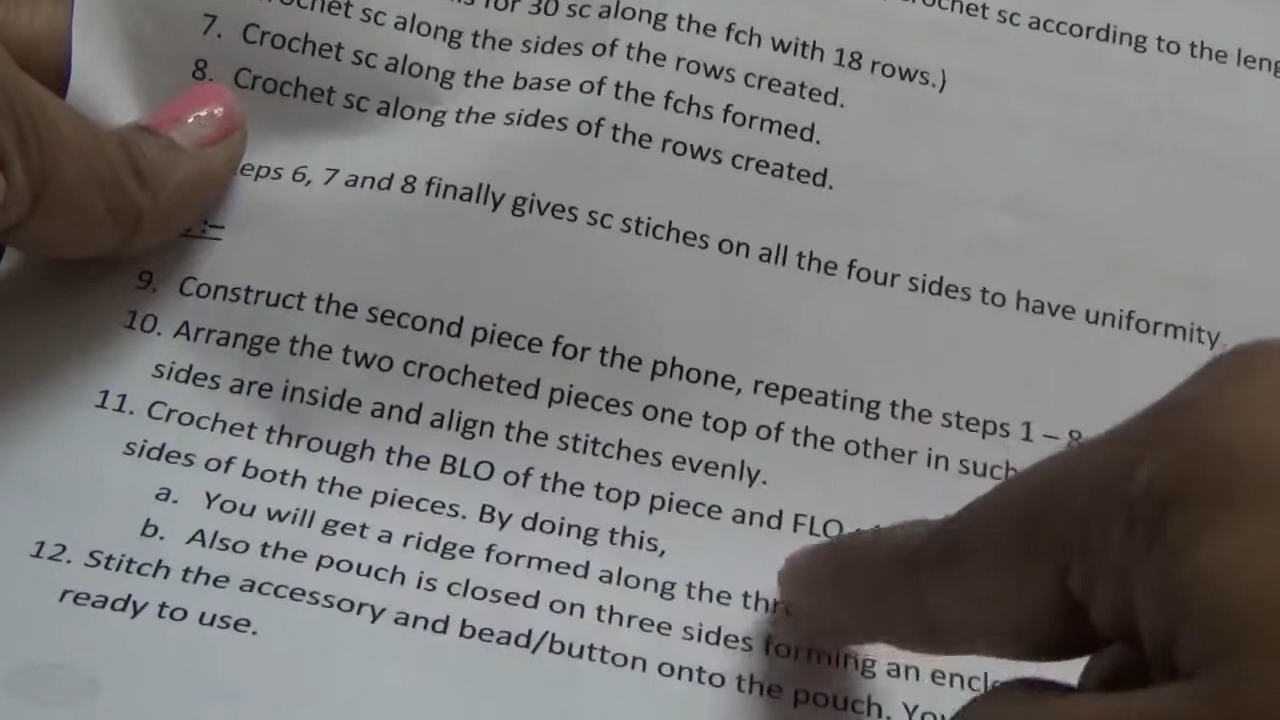 for 30 sc along the fch with 18 rows.)
crochet sc according to the
7. Crochet sc along the sides of the rows created.
8. Crochet sc along the base of the fchs formed.
Crochet sc along the sides of the rows created.
eps 6, 7 and 8 finally gives sc stiches on all the four sides to have uniformity.
9. Construct the second piece for the phone, repeating the steps 1 – 8
10. Arrange the two crocheted pieces one top of the other in such
sides are inside and align the stitches evenly.
11. Crochet through the BLO of the top piece and FLO
sides of both the pieces. By doing this,
a. You will get a ridge formed along the
b. Also the pouch is closed on three sides forming an
12. Stitch the accessory and bead/button onto the pouch.
ready to use.